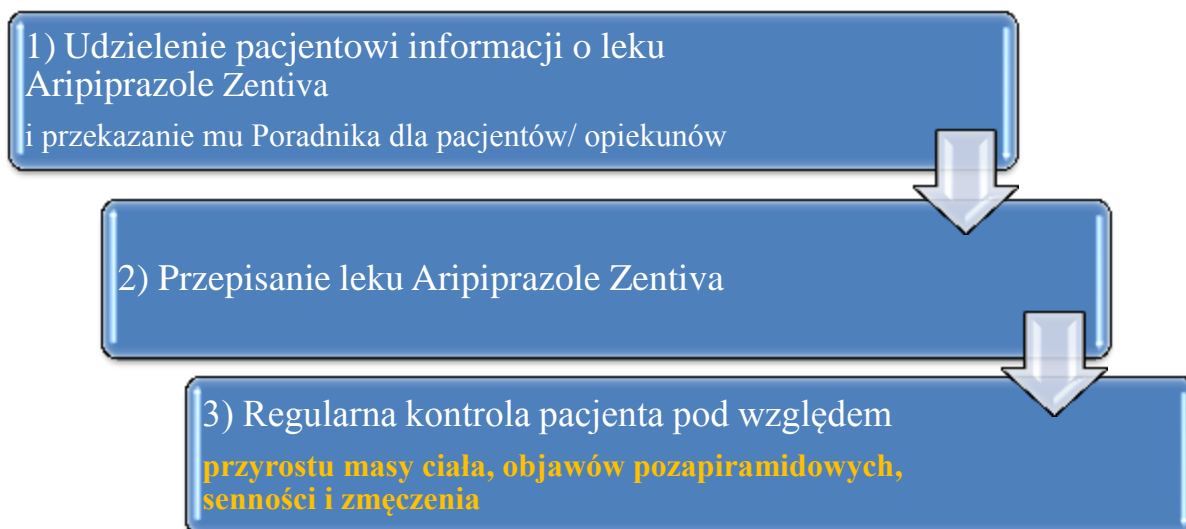 1) Udzielenie pacjentowi informacji o leku
Aripiprazole Zentiva
i przekazanie mu Poradnika dla pacjentów/ opiekunów
2) Przepisanie leku Aripiprazole Zentiva
3) Regularna kontrola pacjenta pod względem
przyrostu masy ciała, objawów pozapiramidowych,
senności i zmęczenia